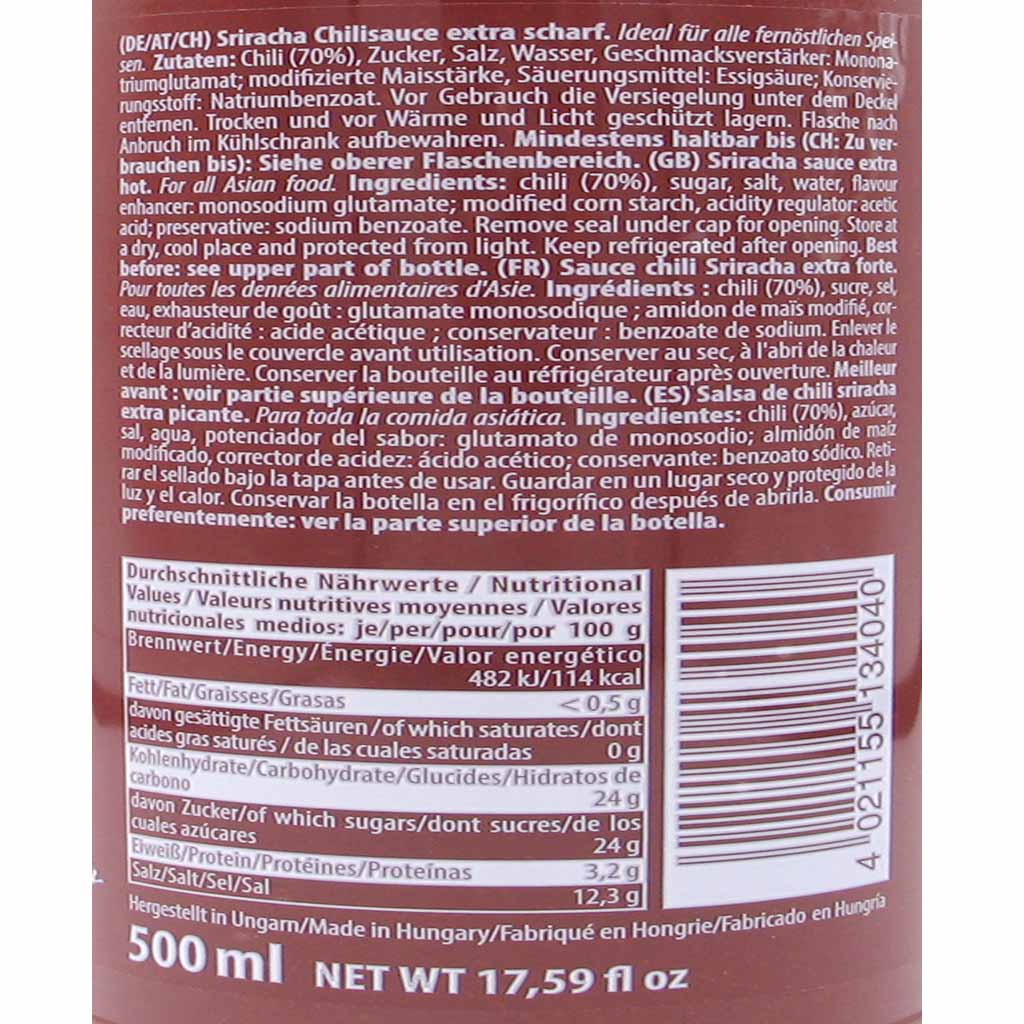 (DE/AT/CH) Sriracha Chilisauce extra scharf. Ideal für alle fernöstlichen Spei-
sen. Zutaten: Chili (70%), Zucker, Salz, Wasser, Geschmacksverstärker: Monona-
triumglutamat; modifizierte Maisstärke, Säuerungsmittel: Essigsäure; Konservie-
rungsstoff: Natriumbenzoat. Vor Gebrauch die Versiegelung unter dem Deckel
entfernen. Trocken und vor Wärme und Licht geschützt lagern. Flasche nach
Anbruch im Kühlschrank aufbewahren. Mindestens haltbar bis (CH: Zu ver-
brauchen bis): Siehe oberer Flaschenbereich. (GB) Sriracha sauce extra
hot. For all Asian food. Ingredients: chili (70%), sugar, salt, water, flavour
enhancer: monosodium glutamate; modified corn starch, acidity regulator: acetic
acid; preservative: sodium benzoate. Remove seal under cap for opening. Store at
a dry, cool place and protected from light. Keep refrigerated after opening. Best
before: see upper part of bottle. (FR) Sauce chili Sriracha extra forte.
Pour toutes les denrées alimentaires d'Asie. Ingrédients : chili (70%), sucre, sel,
eau, exhausteur de goût : glutamate monosodique ; amidon de maïs modifié, cor-
recteur d'acidité : acide acétique ; conservateur : benzoate de sodium. Enlever le
scellage sous le couvercle avant utilisation. Conserver au sec, à l'abri de la chaleur
et de la lumière. Conserver la bouteille au réfrigérateur après ouverture. Meilleur
avant : voir partie supérieure de la bouteille. (ES) Salsa de chili sriracha
extra picante. Para toda la comida asiática. Ingredientes: chili (70%), azúcar,
sal, agua, potenciador del sabor: glutamato de monosodio; almidón de maíz
modificado, corrector de acidez: ácido acético; conservante: benzoato sódico. Reti-
rar el sellado bajo la tapa antes de usar. Guardar en un lugar seco y protegido de la
luz y el calor. Conservar la botella en el frigorífico después de abrirla. Consumir
preferentemente: ver la parte superior de la botella.
Durchschnittliche Nährwerte / Nutritional
Values / Valeurs nutritives moyennes / Valores
nutricionales medios: je/per/pour/por 100 g
Brennwert/Energy/Énergie/Valor energético
482 kJ/114 kcal
Fett/Fat/Graisses/Grasas < 0,5 g
davon gesättigte Fettsäuren/of which saturates/dont
acides gras saturés / de las cuales saturadas 0 g
Kohlenhydrate/Carbohydrate/Glucides/Hidratos de
carbono 24 g
davon Zucker/of which sugars/dont sucres/de los
cuales azúcares 24 g
Eiweiß/Protein/Protéines/Proteínas 3,2 g
Salz/Salt/Sel/Sal 12,3 g
4 021155 134040
Hergestellt in Ungarn/Made in Hungary/Fabriqué en Hongrie/Fabricado en Hungría
500 ml NET WT 17,59 fl oz